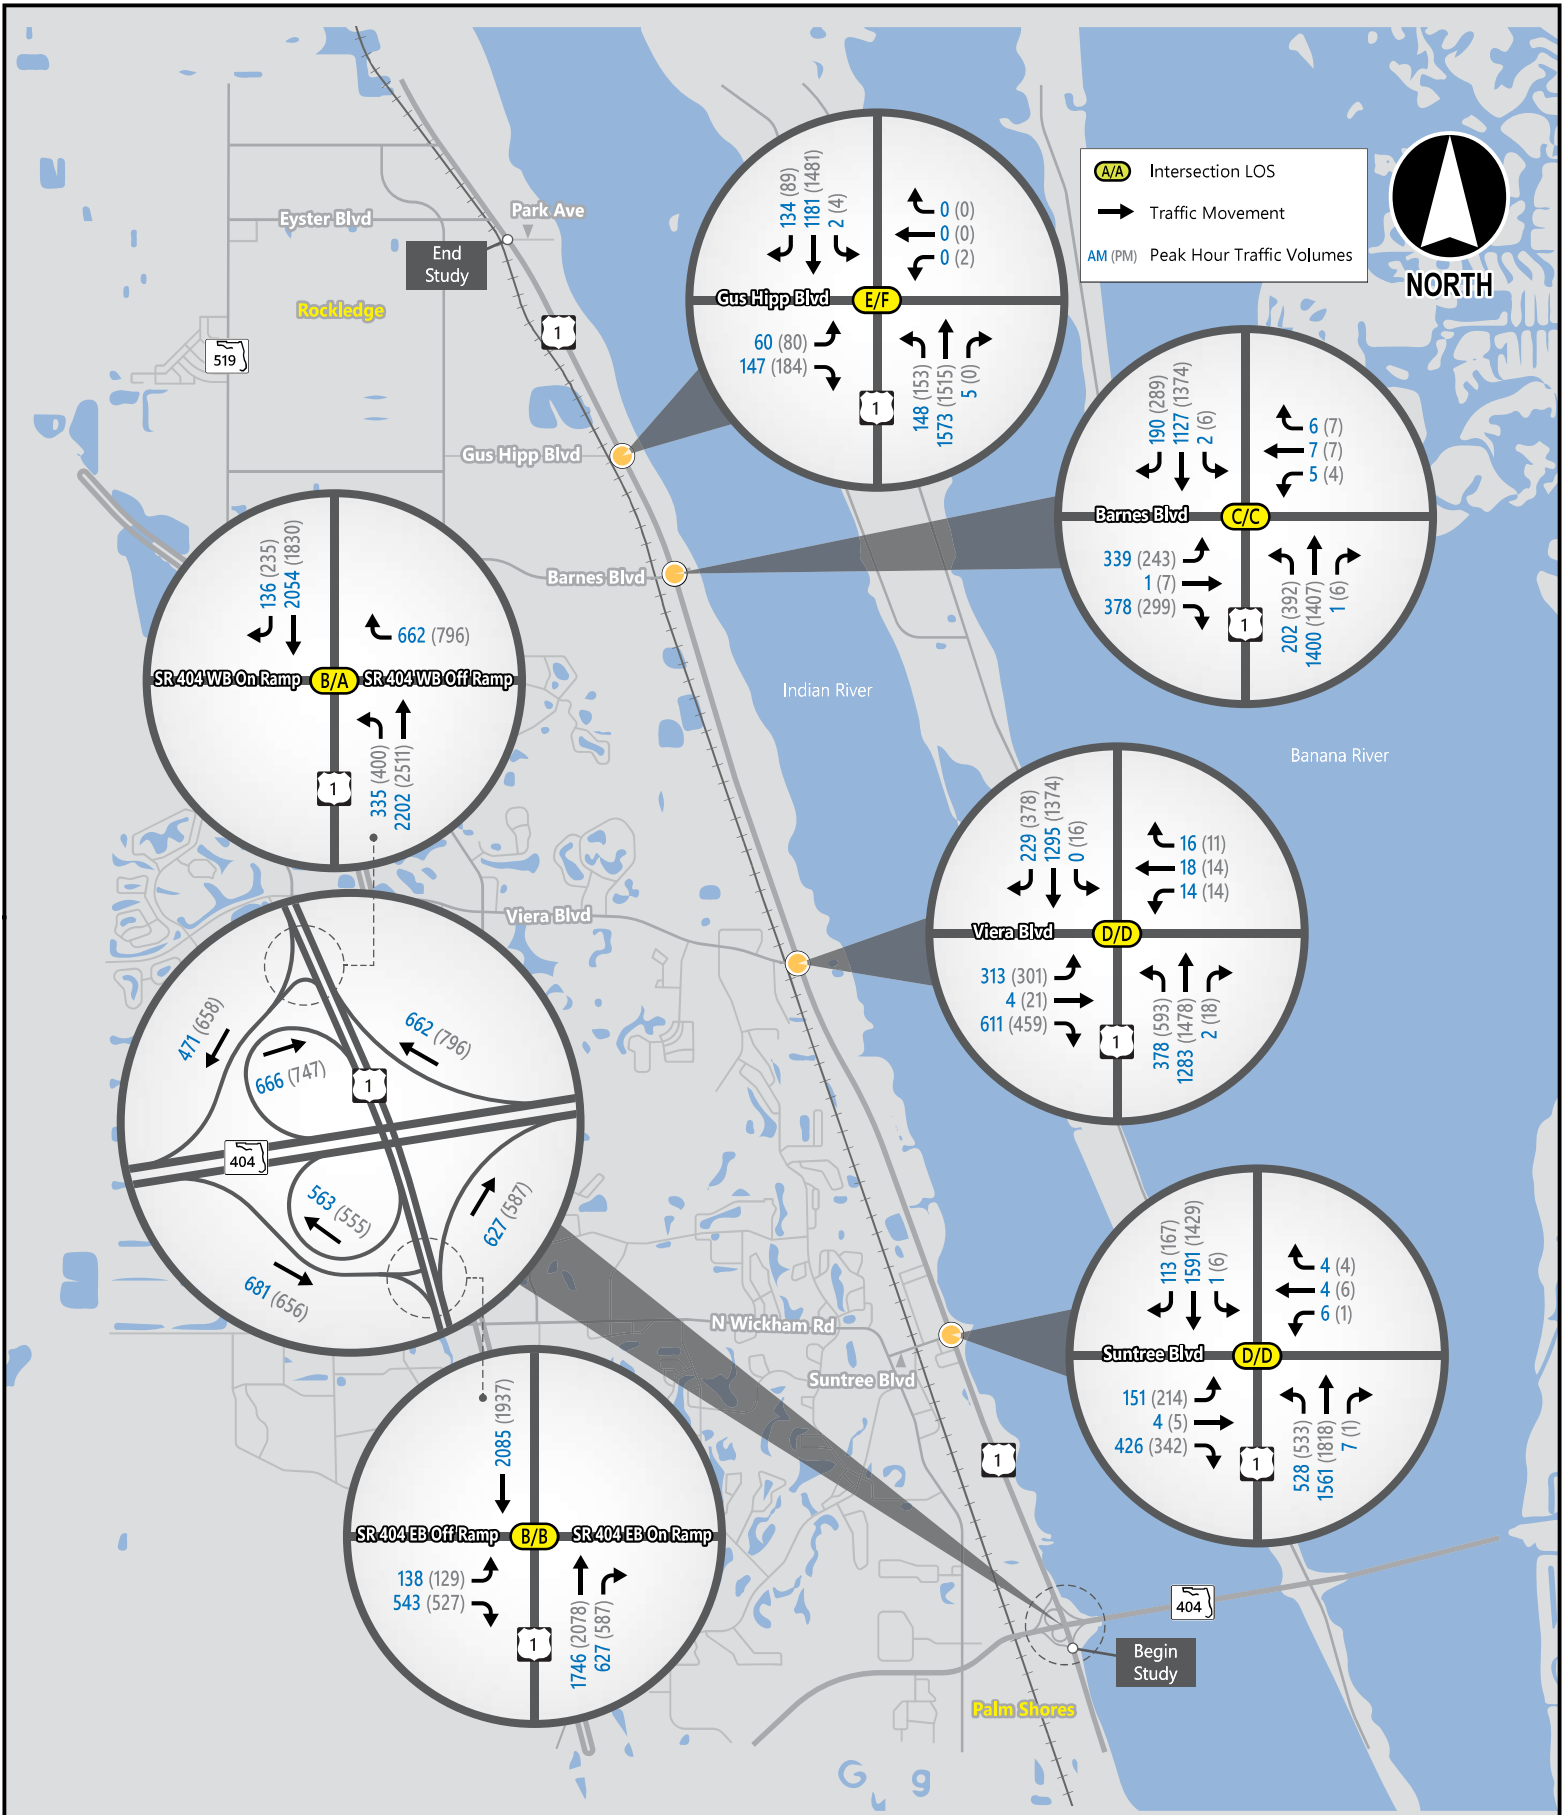 A/A Intersection LOS
Traffic Movement
AM (PM) Peak Hour Traffic Volumes
NORTH
Eyster Blvd
Park Ave
End
Study
Rockledge
519
1
Gus Hipp Blvd
Barnes Blvd
Indian River
Banana River
Viera Blvd
N Wickham Rd
Suntree Blvd
1
404
Begin
Study
Palm Shores
134 (89)
1181 (1481)
2 (4)
0 (0)
0 (0)
0 (2)
Gus Hipp Blvd
E/F
60 (80)
147 (184)
148 (153)
1573 (1515)
5 (0)
1
190 (289)
1127 (1374)
2 (6)
6 (7)
7 (7)
5 (4)
Barnes Blvd
C/C
339 (243)
1 (7)
378 (299)
202 (392)
1400 (1407)
1 (6)
1
136 (235)
2054 (1830)
662 (796)
SR 404 WB On Ramp
B/A
SR 404 WB Off Ramp
335 (400)
2202 (2511)
1
229 (378)
1295 (1374)
0 (16)
16 (11)
18 (14)
14 (14)
Viera Blvd
D/D
313 (301)
4 (21)
611 (459)
378 (593)
1283 (1478)
2 (18)
1
471 (658)
662 (796)
666 (747)
1
404
563 (555)
627 (587)
681 (656)
113 (167)
1591 (1429)
1 (6)
4 (4)
4 (6)
6 (1)
Suntree Blvd
D/D
151 (214)
4 (5)
426 (342)
528 (533)
1561 (1818)
7 (1)
1
2085 (1937)
SR 404 EB Off Ramp
B/B
SR 404 EB On Ramp
138 (129)
543 (527)
1746 (2078)
627 (587)
1